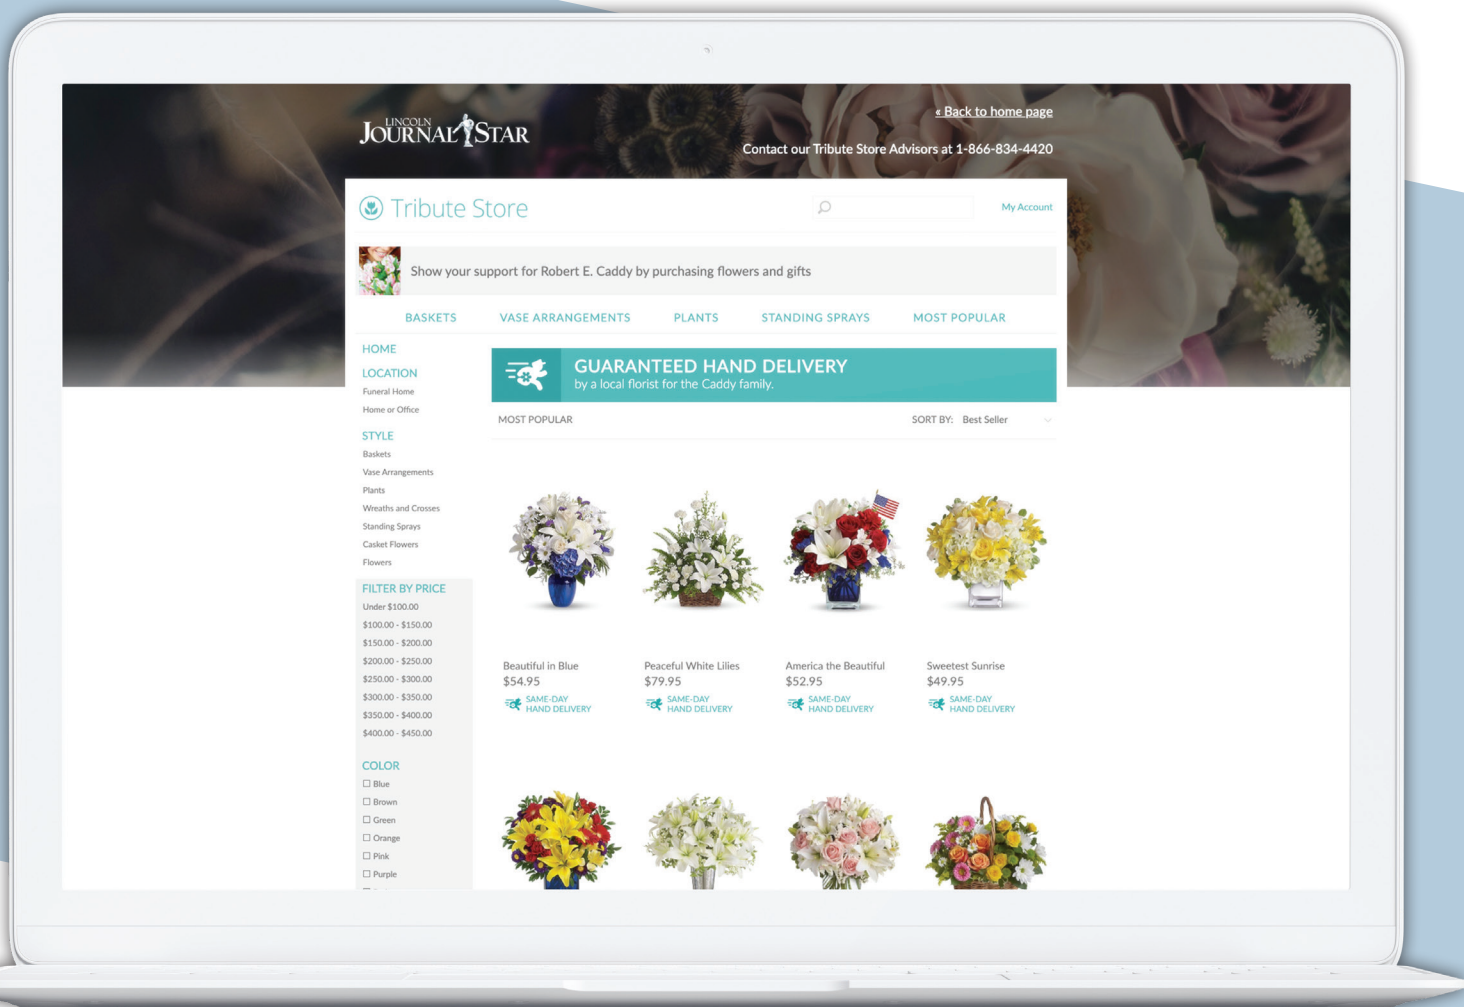 LINCOLN
JOURNAL STAR
« Back to home page
Contact our Tribute Store Advisors at 1-866-834-4420
Tribute Store
My Account
Show your support for Robert E. Caddy by purchasing flowers and gifts
BASKETS VASE ARRANGEMENTS PLANTS STANDING SPRAYS MOST POPULAR
HOME
LOCATION
Funeral Home
Home or Office
STYLE
Baskets
Vase Arrangements
Plants
Wreaths and Crosses
Standing Sprays
Casket Flowers
Flowers
FILTER BY PRICE
Under $100.00
$100.00 - $150.00
$150.00 - $200.00
$200.00 - $250.00
$250.00 - $300.00
$300.00 - $350.00
$350.00 - $400.00
$400.00 - $450.00
COLOR
Blue
Brown
Green
Orange
Pink
Purple
GUARANTEED HAND DELIVERY
by a local florist for the Caddy family.
MOST POPULAR
SORT BY: Best Seller
Beautiful in Blue
$54.95
SAME-DAY
HAND DELIVERY
Peaceful White Lilies
$79.95
SAME-DAY
HAND DELIVERY
America the Beautiful
$52.95
SAME-DAY
HAND DELIVERY
Sweetest Sunrise
$49.95
SAME-DAY
HAND DELIVERY